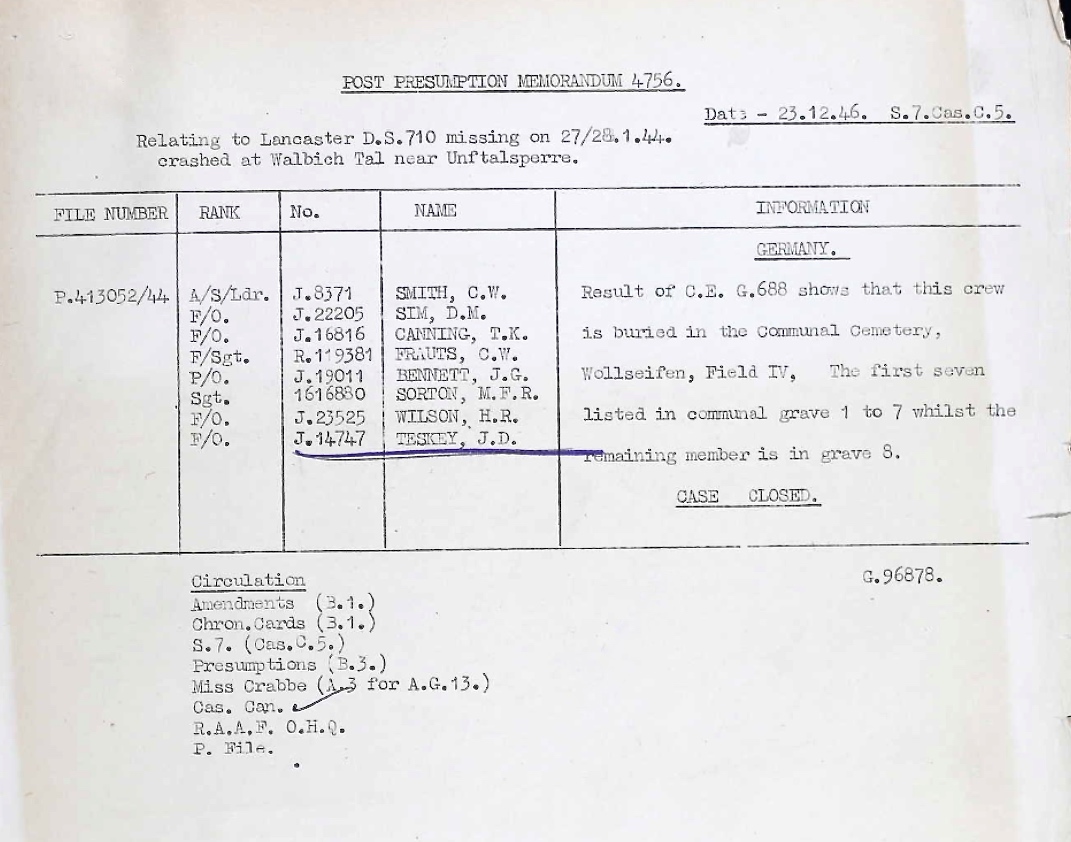 POST PRESUMPTION MEMORANDUM 4756.
Date - 23.12.46. S.7.Cas.C.5.
Relating to Lancaster D.S.710 missing on 27/28.1.44.
crashed at Walbich Tal near Unftalsperre.
FILE NUMBER RANK No. NAME INFORMATION
GERMANY.
P.413052/44 A/S/Ldr. J.8371 SMITH, C.W. Result of C.E. G.688 shows that this crew
F/O. J.22205 SIM, D.M.
F/O. J.16816 CANNING, T.K. is buried in the Communal Cemetery,
F/Sgt. R.119381 FRAUTS, C.W.
P/O. J.19011 BENNETT, J.G. Wollseifen, Field IV, The first seven
Sgt. 1616830 SORTON, M.F.R.
F/O. J.23525 WILSON, H.R. listed in communal grave 1 to 7 whilst the
F/O. J.14747 TESKEY, J.D.
remaining member is in grave 8.
CASE CLOSED.
G.96878.
Circulation
Amendments (B.1.)
Chron.Cards (B.1.)
S.7. (Cas.C.5.)
Presumptions (B.3.)
Miss Crabbe (A.3 for A.G.13.)
Cas. Can.
R.A.A.F. O.H.Q.
P. File.